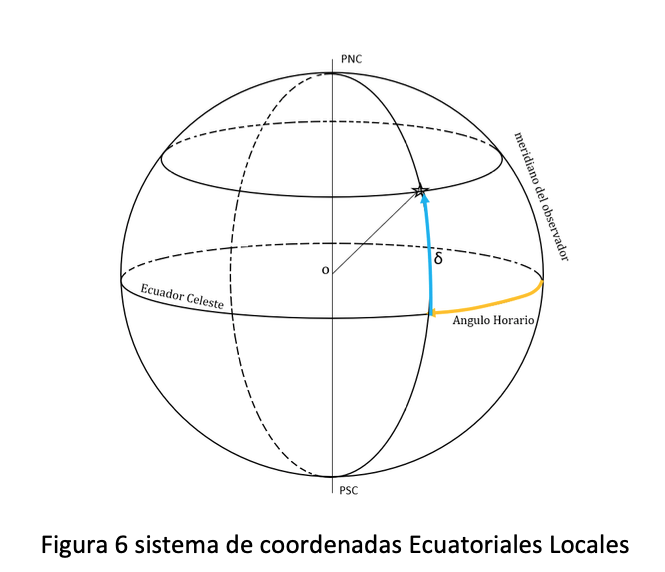 PNC
meridiano del observador
δ
o
Ecuador Celeste
Angulo Horario
PSC
Figura 6 sistema de coordenadas Ecuatoriales Locales